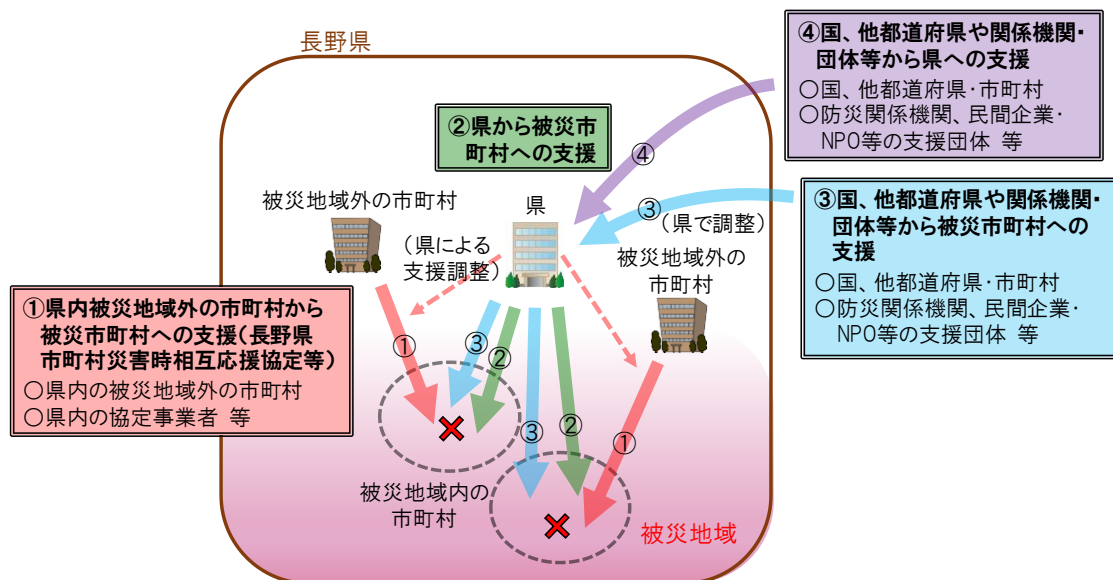 長野県
④国、他都道府県や関係機関・
団体等から県への支援
○国、他都道府県・市町村
○防災関係機関、民間企業・
NPO等の支援団体 等
②県から被災市
町村への支援
④
③国、他都道府県や関係機関・
団体等から被災市町村への
支援
○国、他都道府県・市町村
○防災関係機関、民間企業・
NPO等の支援団体 等
被災地域外の市町村
県
③(県で調整)
(県による
支援調整)
被災地域外の
市町村
①県内被災地域外の市町村から
被災市町村への支援(長野県
市町村災害時相互応援協定等)
○県内の被災地域外の市町村
○県内の協定事業者 等
①
③
②
③
②
①
被災地域内の
市町村
被災地域